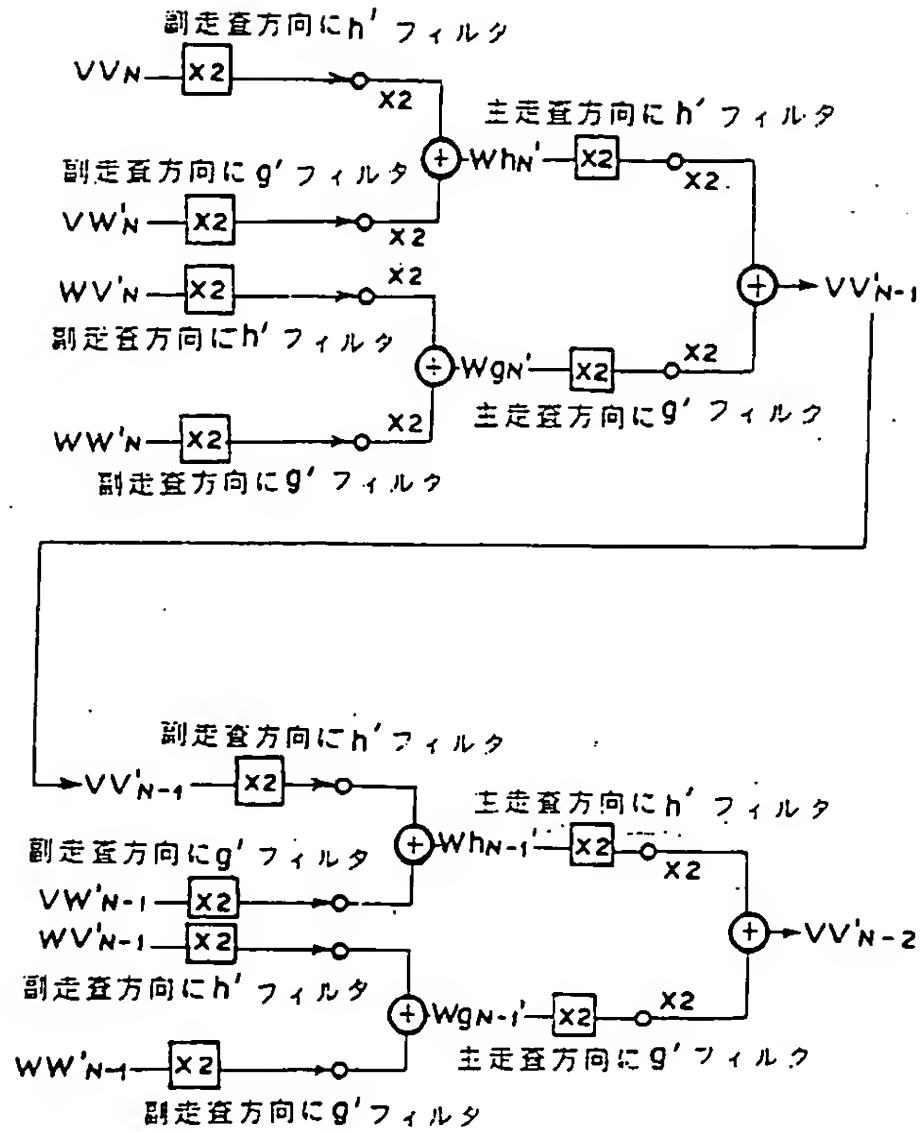 副走査方向にh' フィルタ
VVN X2 X2
主走査方向にh' フィルタ
副走査方向にg' フィルタ
WhN' X2 X2
VW'N X2 X2
WV'N X2 X2
VV'N-1
副走査方向にh' フィルタ
WgN' X2 X2
主走査方向にg' フィルタ
WW'N X2 X2
副走査方向にg' フィルタ
副走査方向にh' フィルタ
VV'N-1 X2
主走査方向にh' フィルタ
副走査方向にg' フィルタ
WhN-1' X2 X2
VW'N-1 X2
WV'N-1 X2
VV'N-2
副走査方向にh' フィルタ
WgN-1' X2 X2
主走査方向にg' フィルタ
WW'N-1 X2
副走査方向にg' フィルタ